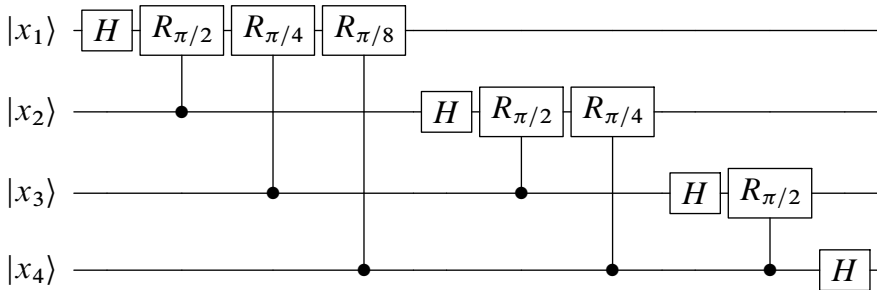 |x₁⟩ H R_{π/2} R_{π/4} R_{π/8}
|x₂⟩ H R_{π/2} R_{π/4}
|x₃⟩ H R_{π/2}
|x₄⟩ H